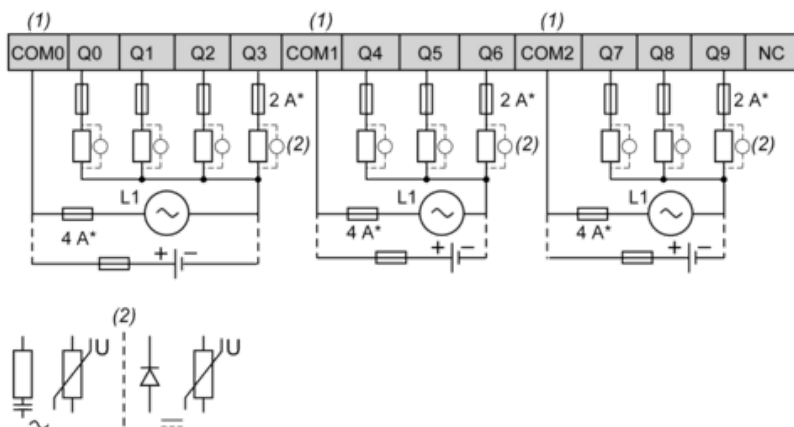 (1) (1) (1)
COM0 Q0 Q1 Q2 Q3 COM1 Q4 Q5 Q6 COM2 Q7 Q8 Q9 NC
2 A* 2 A* 2 A*
(2) (2) (2)
L1 L1 L1
4 A* 4 A* 4 A*
+ − + − + −
(2)
U U